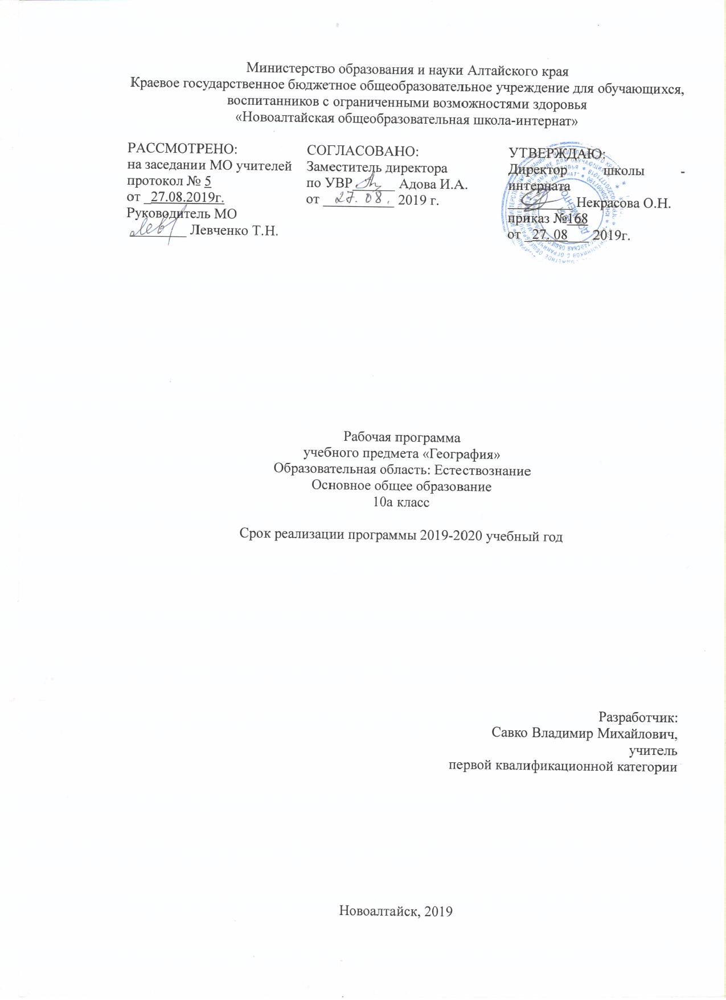 Министерство образования и науки Алтайского края
Краевое государственное бюджетное общеобразовательное учреждение для обучающихся,
воспитанников с ограниченными возможностями здоровья
«Новоалтайская общеобразовательная школа-интернат»
РАССМОТРЕНО:
на заседании МО учителей
протокол № 5
от _27.08.2019г.
Руководитель МО
________ Левченко Т.Н.
СОГЛАСОВАНО:
Заместитель директора
по УВР ______ Адова И.А.
от 27. 08. 2019 г.
УТВЕРЖДАЮ:
Директор школы -
интерната
_________ Некрасова О.Н.
приказ №168
от _27. 08___ 2019г.
Рабочая программа
учебного предмета «География»
Образовательная область: Естествознание
Основное общее образование
10а класс
Срок реализации программы 2019-2020 учебный год
Разработчик:
Савко Владимир Михайлович,
учитель
первой квалификационной категории
Новоалтайск, 2019